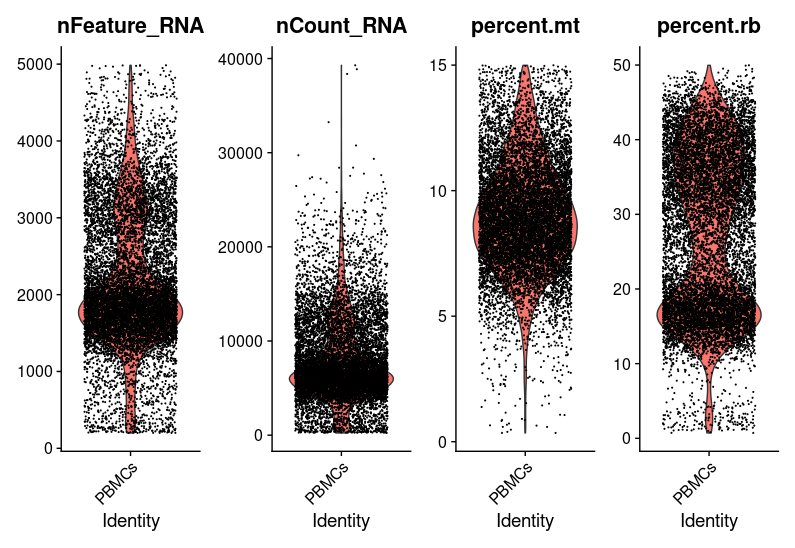 nFeature_RNA
5000
4000
3000
2000
1000
0
PBMCs
Identity
nCount_RNA
40000
30000
20000
10000
0
PBMCs
Identity
percent.mt
15
10
5
0
PBMCs
Identity
percent.rb
50
40
30
20
10
0
PBMCs
Identity